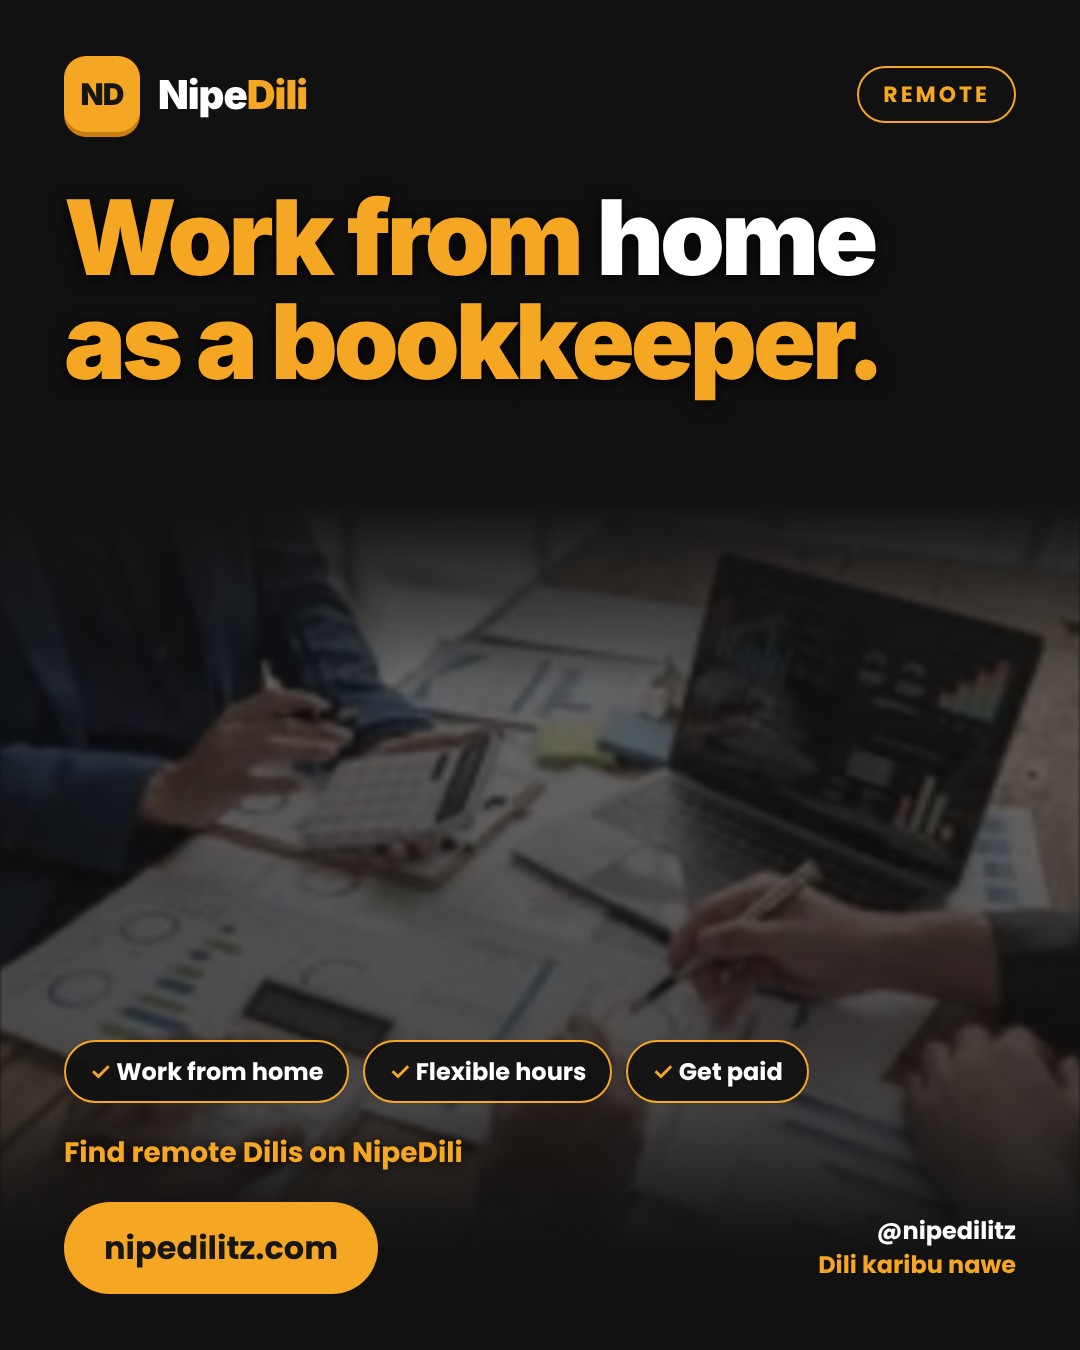 ND
NipeDili
REMOTE
Work from home
as a bookkeeper.
✓ Work from home
✓ Flexible hours
✓ Get paid
Find remote Dilis on NipeDili
nipedilitz.com
@nipedilitz
Dili karibu nawe